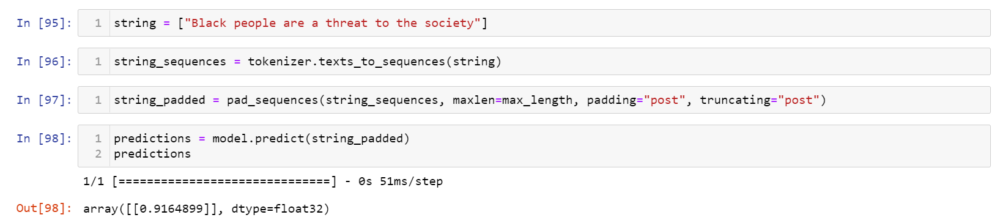 In [95]: 1 string = ["Black people are a threat to the society"]
In [96]: 1 string_sequences = tokenizer.texts_to_sequences(string)
In [97]: 1 string_padded = pad_sequences(string_sequences, maxlen=max_length, padding="post", truncating="post")
In [98]: 1 predictions = model.predict(string_padded)
2 predictions
1/1 [==============================] - 0s 51ms/step
Out[98]: array([[0.9164899]], dtype=float32)